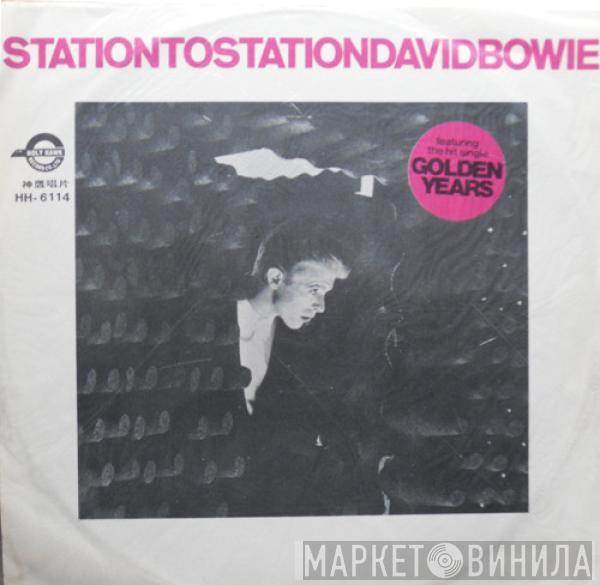 STATIONTOSTATIONDAVIDBOWIE
HOLY HAWK
神鷹唱片
HH-6114
featuring
the hit single
GOLDEN
YEARS
МАРКЕТ ВИНИЛА